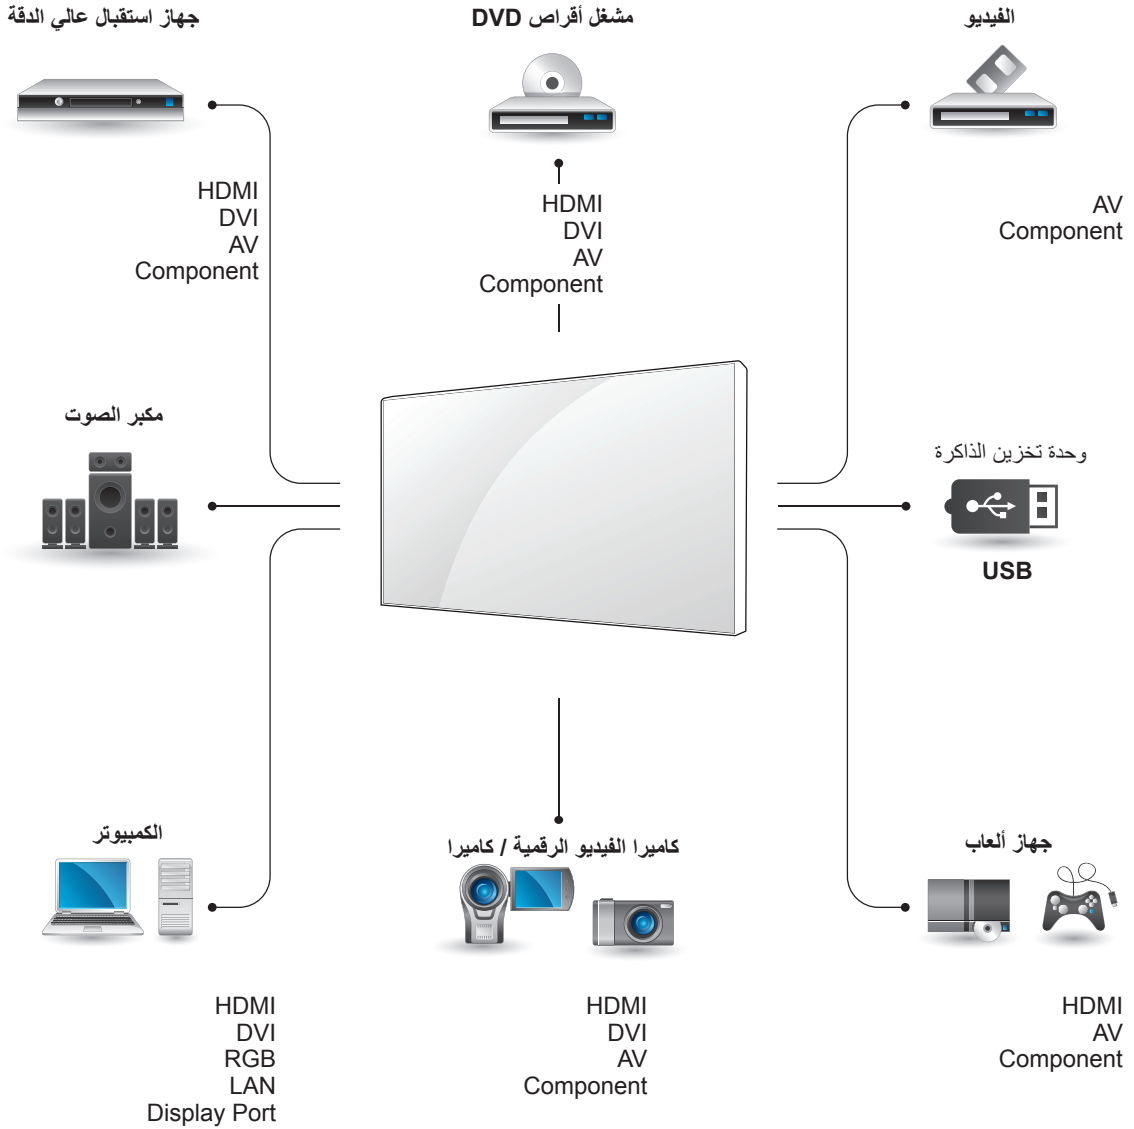 الفيديو
AV
Component
مشغل أقراص DVD
HDMI
DVI
AV
Component
جهاز استقبال عالي الدقة
HDMI
DVI
AV
Component
وحدة تخزين الذاكرة
USB
مكبر الصوت
جهاز ألعاب
HDMI
AV
Component
كاميرا الفيديو الرقمية / كاميرا
HDMI
DVI
AV
Component
الكمبيوتر
HDMI
DVI
RGB
LAN
Display Port